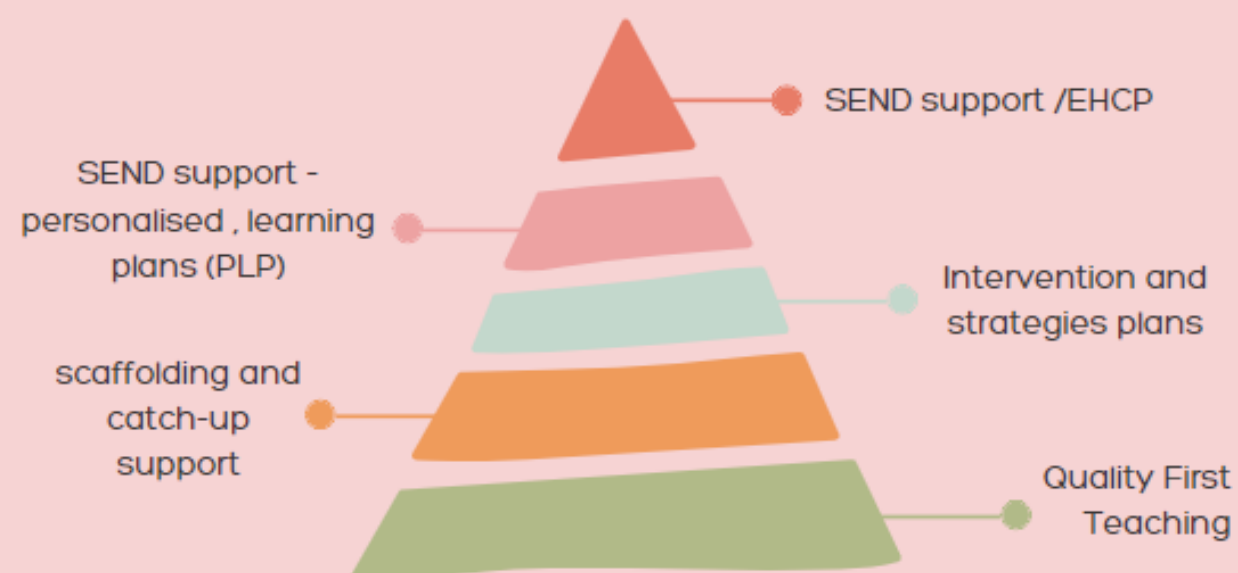 SEND support /EHCP
SEND support -
personalised , learning
plans (PLP)
Intervention and
strategies plans
scaffolding and
catch-up
support
Quality First
Teaching